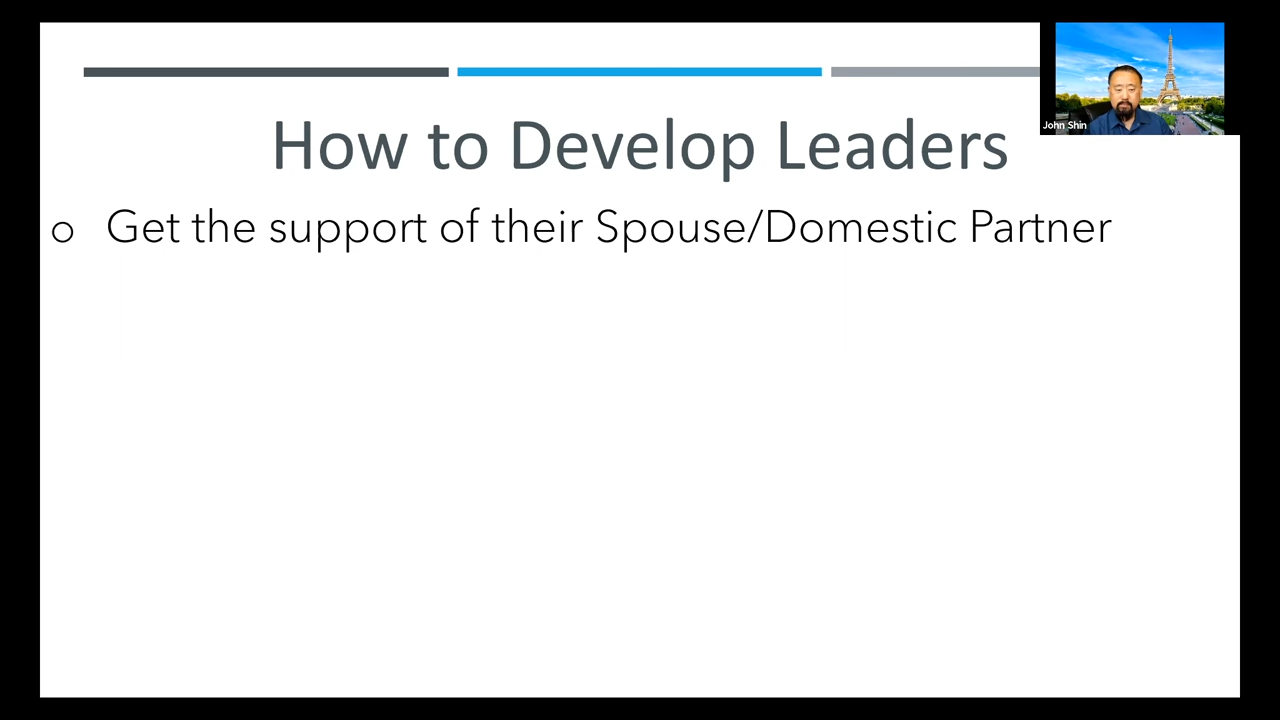 How to Develop Leaders
John Shin
o Get the support of their Spouse/Domestic Partner